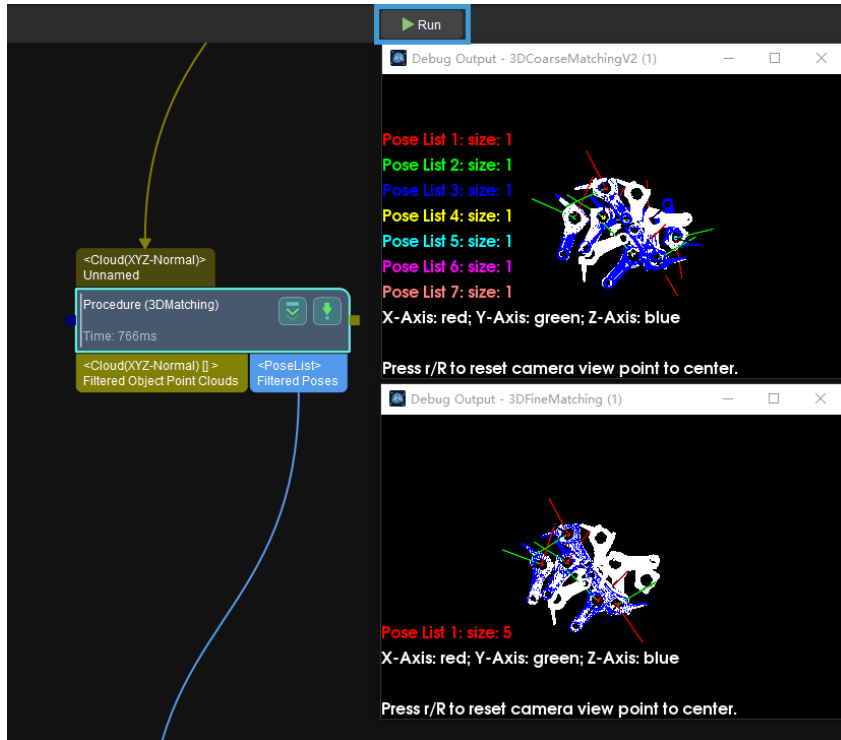 Run
Debug Output - 3DCoarseMatchingV2 (1)
Pose List 1: size: 1
Pose List 2: size: 1
Pose List 3: size: 1
Pose List 4: size: 1
Pose List 5: size: 1
Pose List 6: size: 1
Pose List 7: size: 1
X-Axis: red; Y-Axis: green; Z-Axis: blue
Press r/R to reset camera view point to center.
<Cloud(XYZ-Normal)>
Unnamed
Procedure (3DMatching)
Time: 766ms
<Cloud(XYZ-Normal) [] >
Filtered Object Point Clouds
<PoseList>
Filtered Poses
Debug Output - 3DFineMatching (1)
Pose List 1: size: 5
X-Axis: red; Y-Axis: green; Z-Axis: blue
Press r/R to reset camera view point to center.